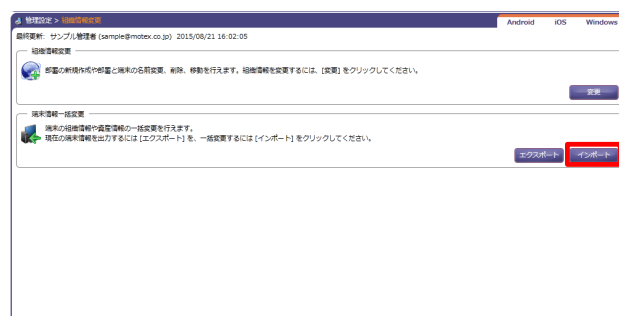 管理設定 > 組織情報変更
Android iOS Windows
最終更新: サンプル管理者 (sample@motex.co.jp) 2015/08/21 16:02:05
組織情報変更
部署の新規作成や部署と端末の名前変更、削除、移動を行えます。組織情報を変更するには、[変更] をクリックしてください。
変更
端末情報一括変更
端末の組織情報や資産情報の一括変更を行えます。
現在の端末情報を出力するには [エクスポート] を、一括変更するには [インポート] をクリックしてください。
エクスポート インポート